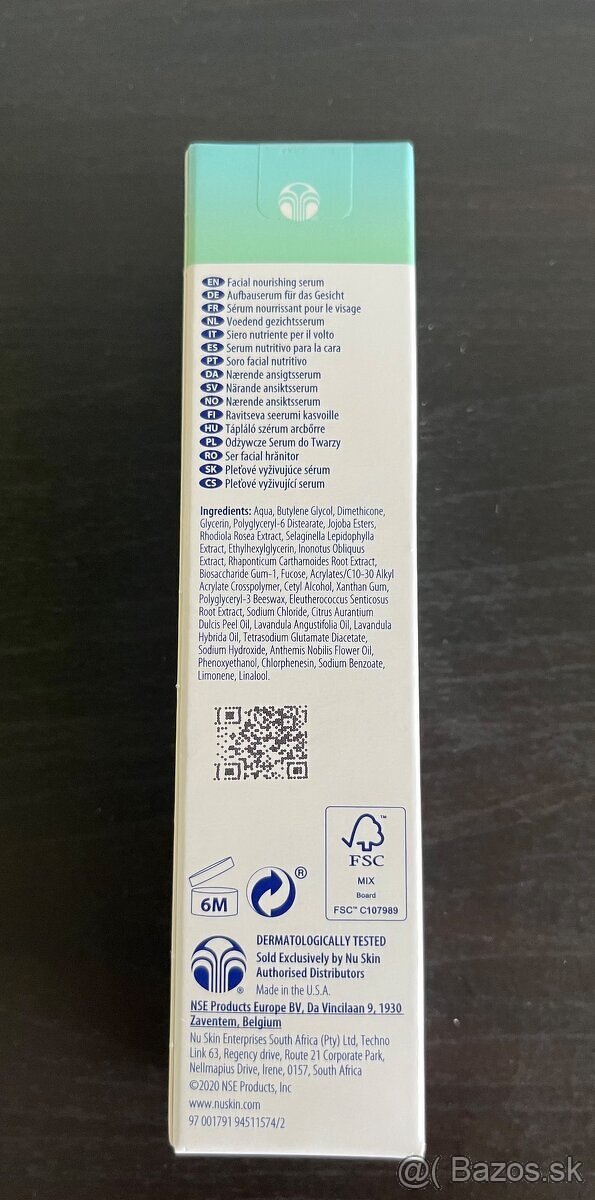 EN Facial nourishing serum
DE Aufbauserum für das Gesicht
FR Sérum nourrissant pour le visage
NL Voedend gezichtsserum
IT Siero nutriente per il volto
ES Serum nutritivo para la cara
PT Soro facial nutritivo
DA Nærende ansigtsserum
SV Närande ansiktsserum
NO Nærende ansiktsserum
FI Ravitseva seerumi kasvoille
HU Tápláló szérum arcbőrre
PL Odżywcze Serum do Twarzy
RO Ser facial hrănitor
SK Pleťové vyživujúce sérum
CS Pleťové vyživující serum
Ingredients: Aqua, Butylene Glycol, Dimethicone,
Glycerin, Polyglyceryl-6 Distearate, Jojoba Esters,
Rhodiola Rosea Extract, Selaginella Lepidophylla
Extract, Ethylhexylglycerin, Inonotus Obliquus
Extract, Rhaponticum Carthamoides Root Extract,
Biosaccharide Gum-1, Fucose, Acrylates/C10-30 Alkyl
Acrylate Crosspolymer, Cetyl Alcohol, Xanthan Gum,
Polyglyceryl-3 Beeswax, Eleutherococcus Senticosus
Root Extract, Sodium Chloride, Citrus Aurantium
Dulcis Peel Oil, Lavandula Angustifolia Oil, Lavandula
Hybrida Oil, Tetrasodium Glutamate Diacetate,
Sodium Hydroxide, Anthemis Nobilis Flower Oil,
Phenoxyethanol, Chlorphenesin, Sodium Benzoate,
Limonene, Linalool.
6M
®
™
FSC
MIX
Board
FSC™ C107989
DERMATOLOGICALLY TESTED
Sold Exclusively by Nu Skin
Authorised Distributors
® Made in the U.S.A.
NSE Products Europe BV, Da Vincilaan 9, 1930
Zaventem, Belgium
Nu Skin Enterprises South Africa (Pty) Ltd, Techno
Link 63, Regency drive, Route 21 Corporate Park,
Nellmapius Drive, Irene, 0157, South Africa
©2020 NSE Products, Inc
www.nuskin.com
97 001791 94511574/2
@( Bazos.sk